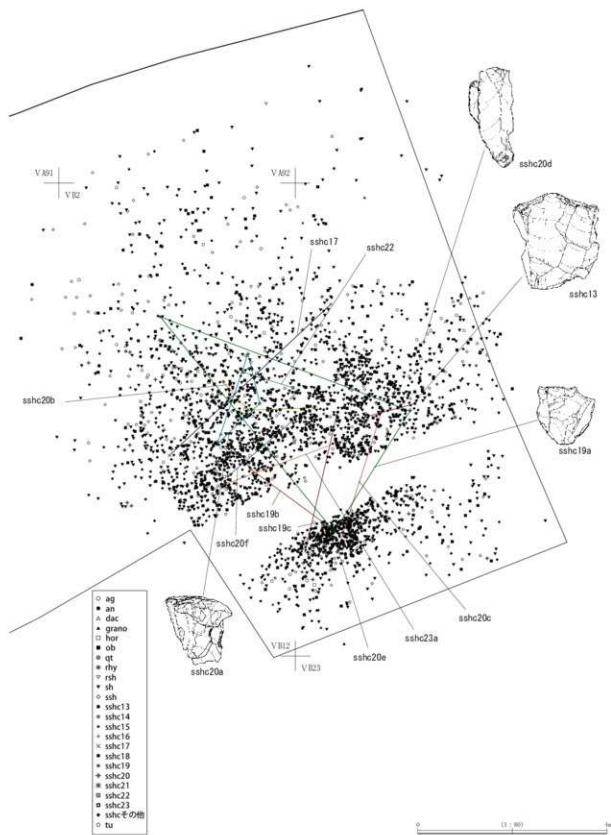 sshc20d
VA91
VB2
VA92
sshc17
sshc22
sshc13
sshc20b
sshc19a
sshc19b
sshc19c
sshc20f
sshc20c
sshc23a
sshc20e
sshc20a
VB12
VB23
ag
an
dac
grano
hor
ob
qt
rhy
rsh
sh
ssh
sshc13
sshc14
sshc15
sshc16
sshc17
sshc18
sshc19
sshc20
sshc21
sshc22
sshc23
sshcその他
tu
0
(1:80)